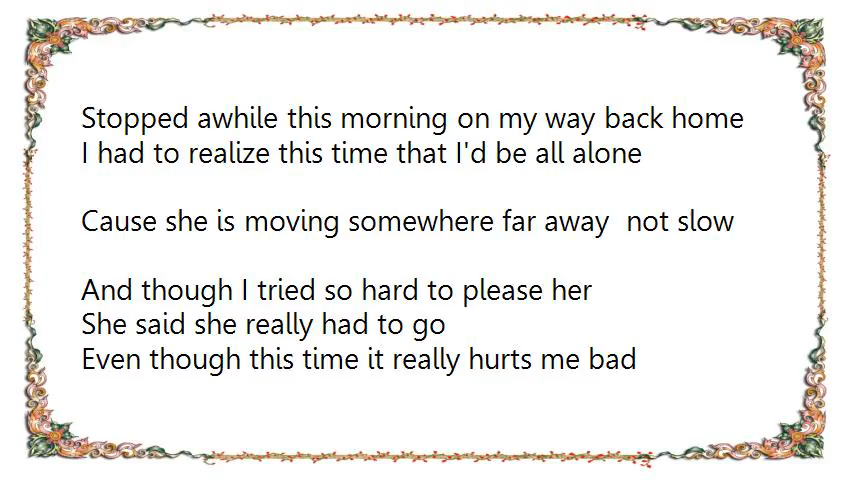 Stopped awhile this morning on my way back home
I had to realize this time that I'd be all alone
Cause she is moving somewhere far away  not slow
And though I tried so hard to please her
She said she really had to go
Even though this time it really hurts me bad